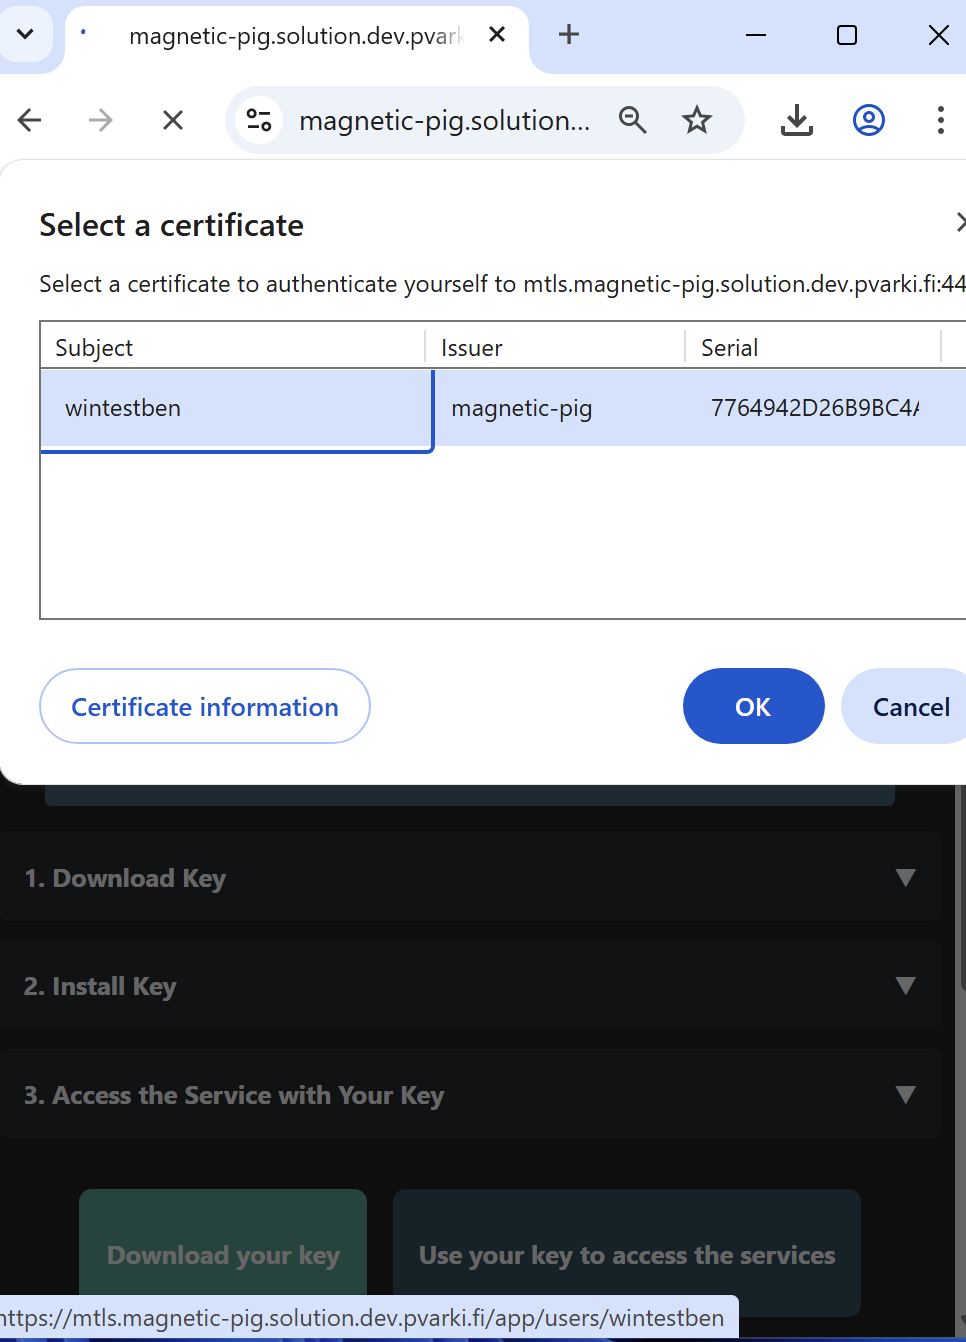 magnetic-pig.solution.dev.pvark
magnetic-pig.solution...
Select a certificate
Select a certificate to authenticate yourself to mtls.magnetic-pig.solution.dev.pvarki.fi:44
Subject Issuer Serial
wintestben magnetic-pig 7764942D26B9BC4A
Certificate information OK Cancel
1. Download Key
2. Install Key
3. Access the Service with Your Key
Download your key Use your key to access the services
https://mtls.magnetic-pig.solution.dev.pvarki.fi/app/users/wintestben